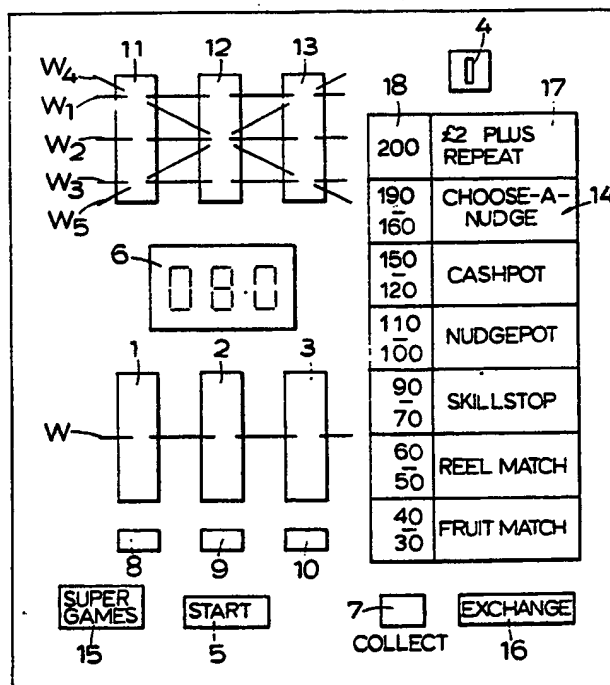 11 12 13 4
W4
W1
W2
W3
W5
18 17
200 £2 PLUS
REPEAT
190
–
160 CHOOSE-A-
NUDGE 14
150
–
120 CASHPOT
110
–
100 NUDGEPOT
90
–
70 SKILLSTOP
60
–
50 REEL MATCH
40
–
30 FRUIT MATCH
6
08.0
1 2 3
W
8 9 10
SUPER
GAMES
15
START
5
7
COLLECT
EXCHANGE
16